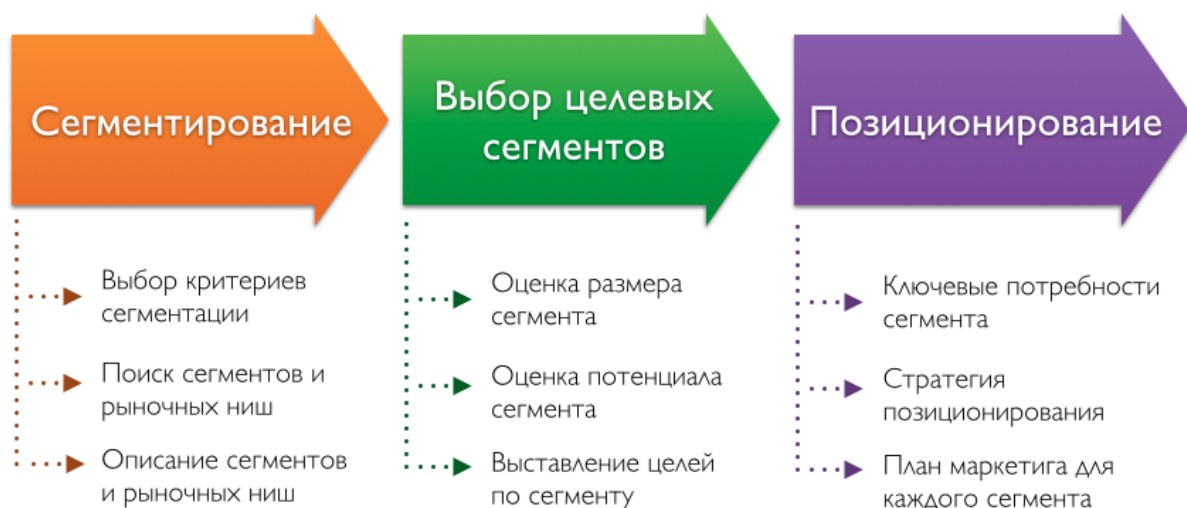 Сегментирование
Выбор критериев
сегментации
Поиск сегментов и
рыночных ниш
Описание сегментов
и рыночных ниш
Выбор целевых
сегментов
Оценка размера
сегмента
Оценка потенциала
сегмента
Выставление целей
по сегменту
Позиционирование
Ключевые потребности
сегмента
Стратегия
позиционирования
План маркетига для
каждого сегмента